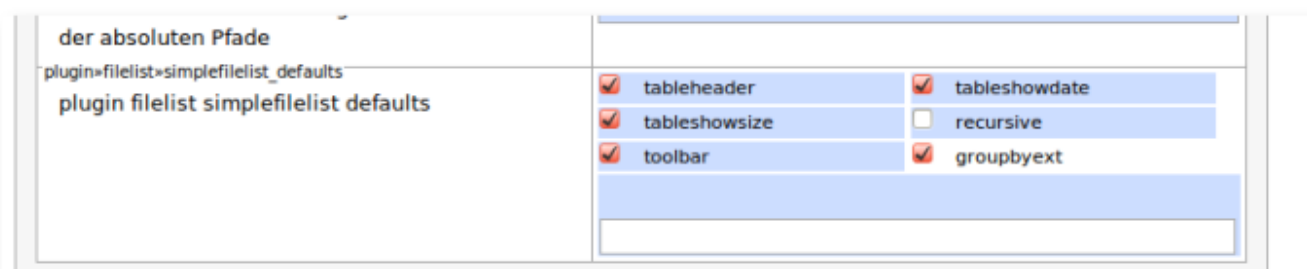 der absoluten Pfade
plugin»filelist»simplefilelist_defaults
plugin filelist simplefilelist defaults
tableheader
tableshowdate
tableshowsize
recursive
toolbar
groupbyext